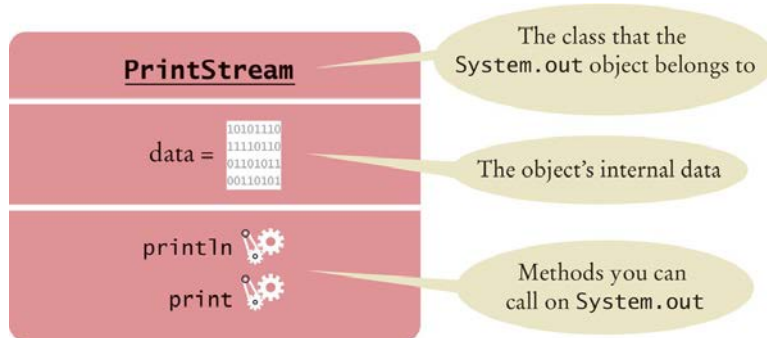 PrintStream
The class that the
System.out object belongs to
data =
10101110
11110110
01101011
00110101
The object's internal data
println
print
Methods you can
call on System.out